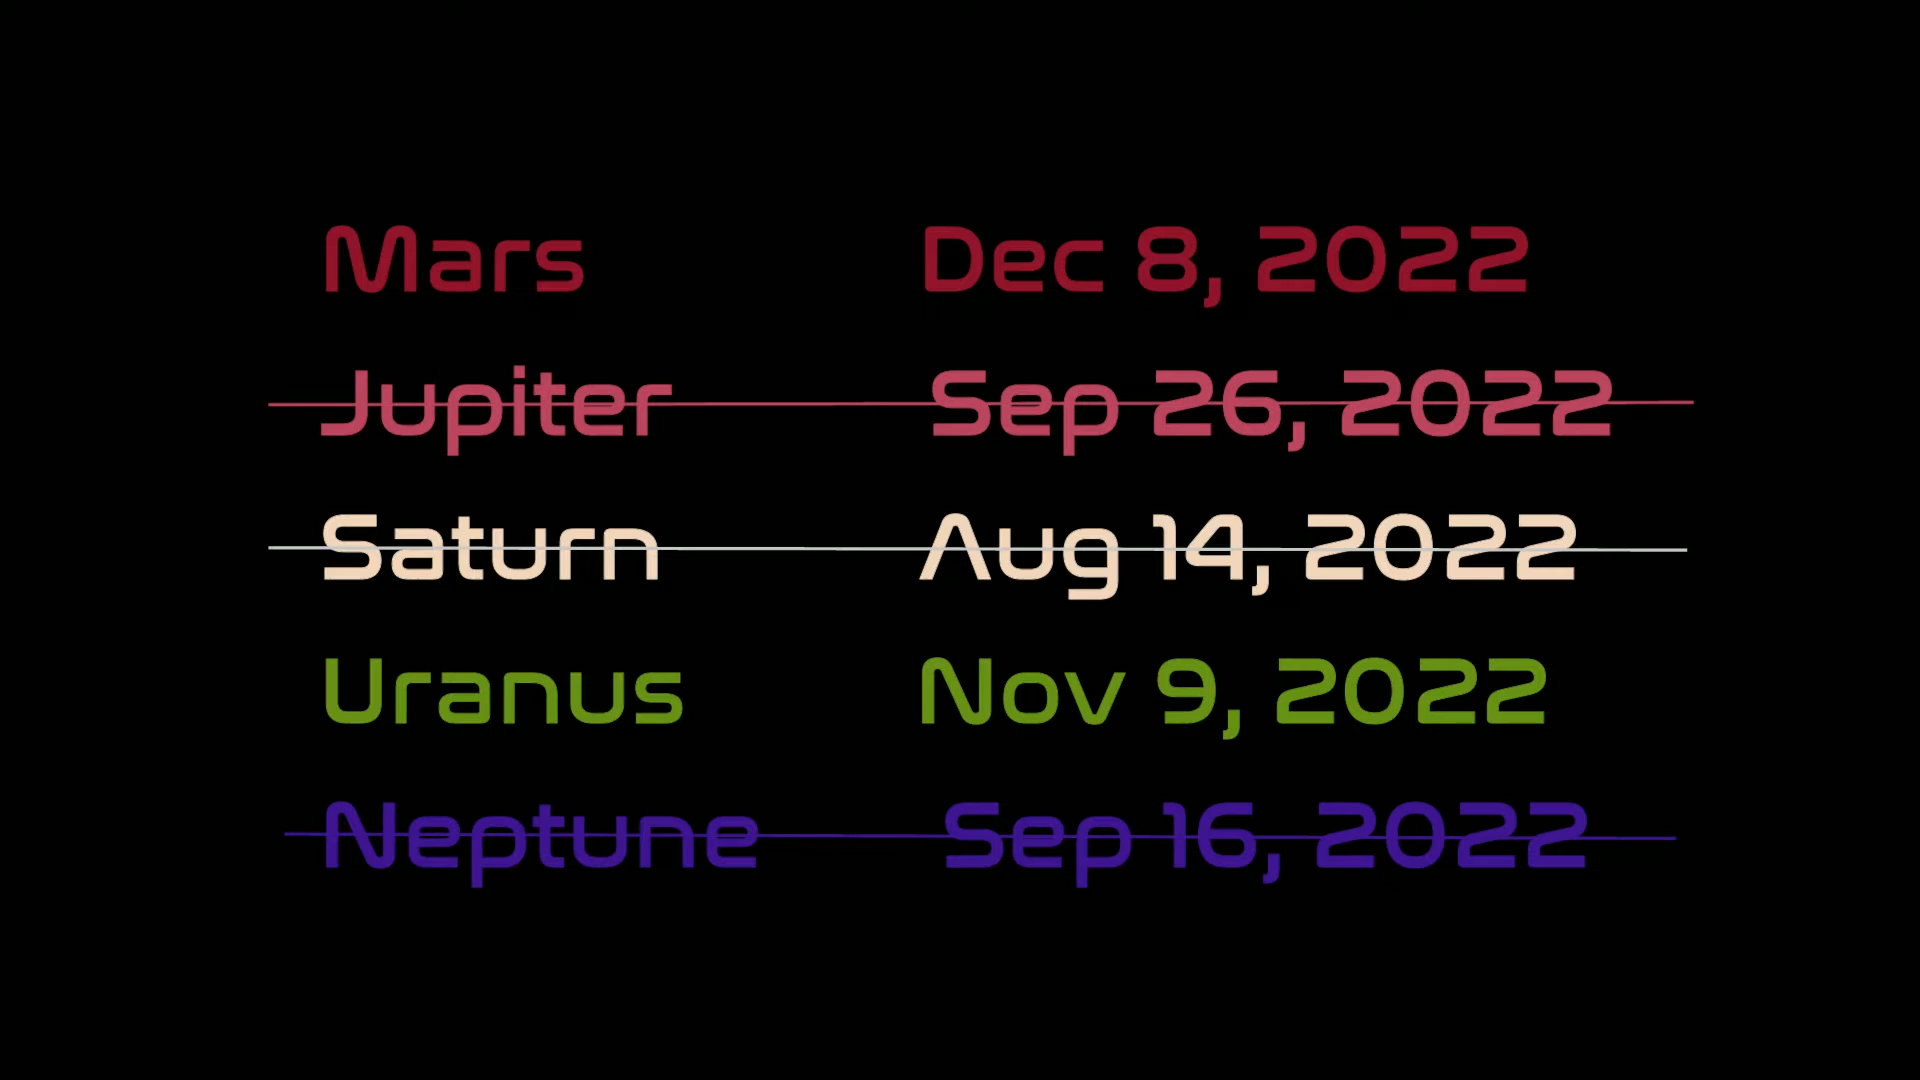 Mars Dec 8, 2022
Jupiter Sep 26, 2022
Saturn Aug 14, 2022
Uranus Nov 9, 2022
Neptune Sep 16, 2022